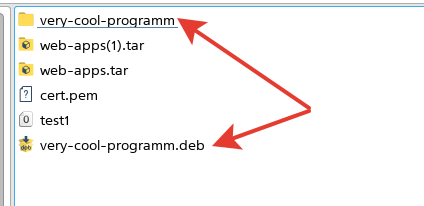 very-cool-programm
web-apps(1).tar
web-apps.tar
cert.pem
test1
very-cool-programm.deb